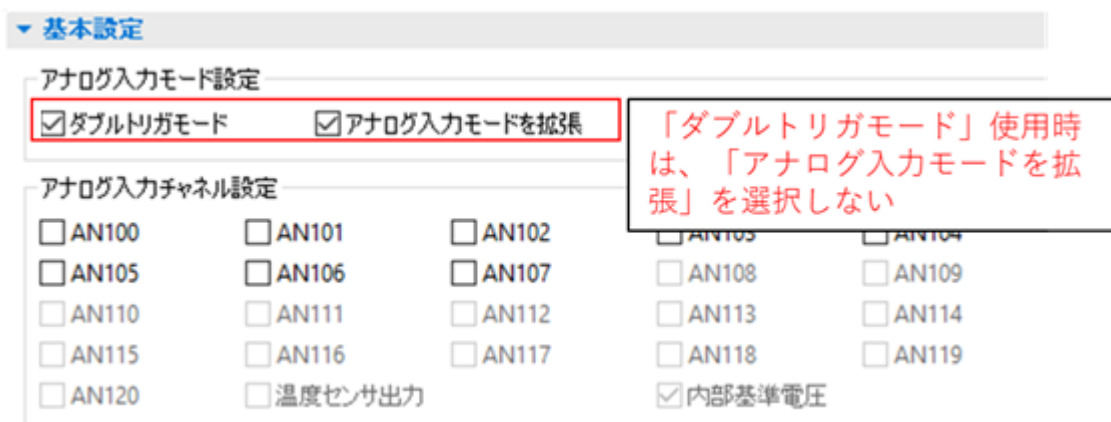 基本設定
アナログ入力モード設定
ダブルトリガモード アナログ入力モードを拡張
「ダブルトリガモード」使用時
は、「アナログ入力モードを拡
張」を選択しない
アナログ入力チャネル設定
AN100 AN101 AN102 AN103 AN104
AN105 AN106 AN107 AN108 AN109
AN110 AN111 AN112 AN113 AN114
AN115 AN116 AN117 AN118 AN119
AN120 温度センサ出力 内部基準電圧